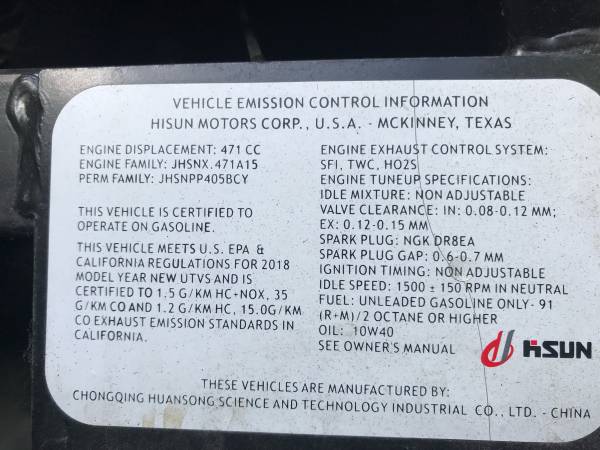 VEHICLE EMISSION CONTROL INFORMATION
HISUN MOTORS CORP., U.S.A. - MCKINNEY, TEXAS
ENGINE DISPLACEMENT: 471 CC
ENGINE FAMILY: JHSNX.471A15
PERM FAMILY: JHSNPP405BCY
THIS VEHICLE IS CERTIFIED TO
OPERATE ON GASOLINE.
THIS VEHICLE MEETS U.S. EPA &
CALIFORNIA REGULATIONS FOR 2018
MODEL YEAR NEW UTVS AND IS
CERTIFIED TO 1.5 G/KM HC+NOX, 35
G/KM CO AND 1.2 G/KM HC, 15.0G/KM
CO EXHAUST EMISSION STANDARDS IN
CALIFORNIA.
ENGINE EXHAUST CONTROL SYSTEM:
SFI, TWC, HO2S
ENGINE TUNEUP SPECIFICATIONS:
IDLE MIXTURE: NON ADJUSTABLE
VALVE CLEARANCE: IN: 0.08-0.12 MM;
EX: 0.12-0.15 MM
SPARK PLUG: NGK DR8EA
SPARK PLUG GAP: 0.6-0.7 MM
IGNITION TIMING: NON ADJUSTABLE
IDLE SPEED: 1500 ± 150 RPM IN NEUTRAL
FUEL: UNLEADED GASOLINE ONLY- 91
(R+M)/2 OCTANE OR HIGHER
OIL: 10W40
SEE OWNER'S MANUAL
HISUN
THESE VEHICLES ARE MANUFACTURED BY:
CHONGQING HUANSONG SCIENCE AND TECHNOLOGY INDUSTRIAL CO., LTD. - CHINA